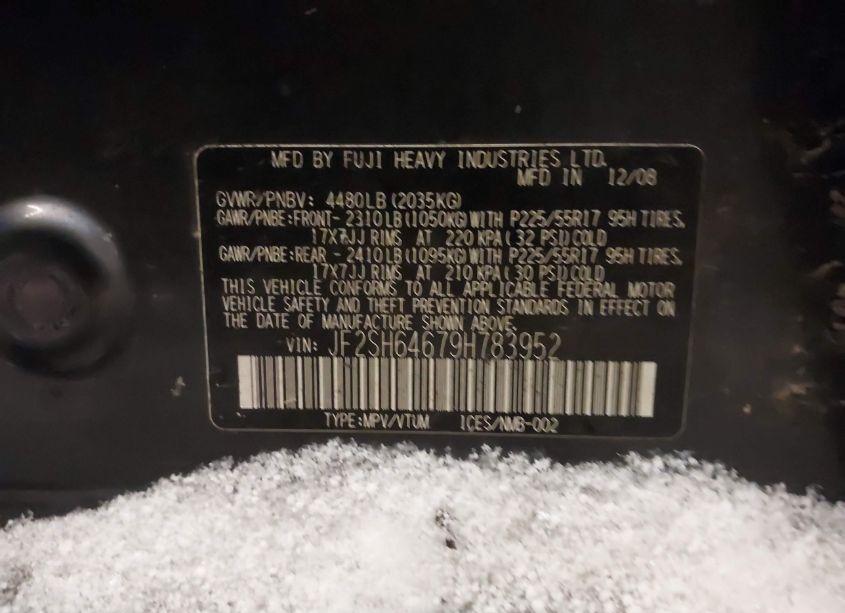 MFD BY FUJI HEAVY INDUSTRIES LTD.
MFD IN 12/08
GVWR/PNBV: 4480LB(2035KG)
GAWR/PNBE:FRONT-2310LB(1050KG)WITH P225/55R17 95H TIRES,
17X7JJ RIMS AT 220 KPA( 32 PSI)COLD
GAWR/PNBE:REAR -2410LB(1095KG)WITH P225/55R17 95H TIRES,
17X7JJ RIMS AT 210 KPA( 30 PSI)COLD
THIS VEHICLE CONFORMS TO ALL APPLICABLE FEDERAL MOTOR
VEHICLE SAFETY AND THEFT PREVENTION STANDARDS IN EFFECT ON
THE DATE OF MANUFACTURE SHOWN ABOVE.
VIN: JF2SH64679H783952
TYPE:MPV/VTUM ICES/NMB-002